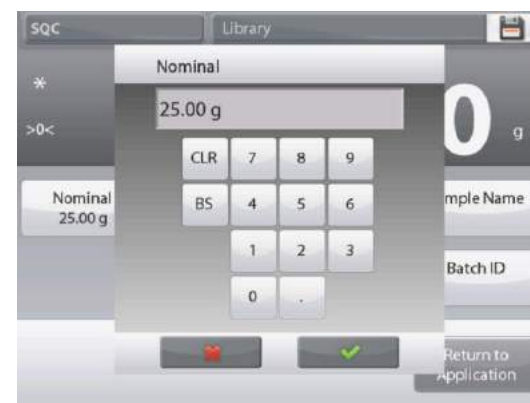 SQC
Library
Nominal
25.00 g
*
>0<
0
g
CLR 7 8 9
BS 4 5 6
1 2 3
0 .
Nominal
25.00 g
mple Name
Batch ID
Return to
Application